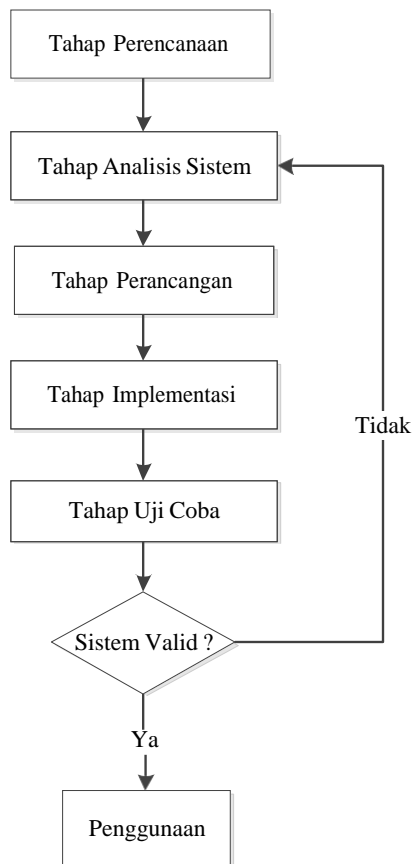 Tahap Perencanaan
Tahap Analisis Sistem
Tahap Perancangan
Tahap Implementasi
Tidak
Tahap Uji Coba
Sistem Valid ?
Ya
Penggunaan